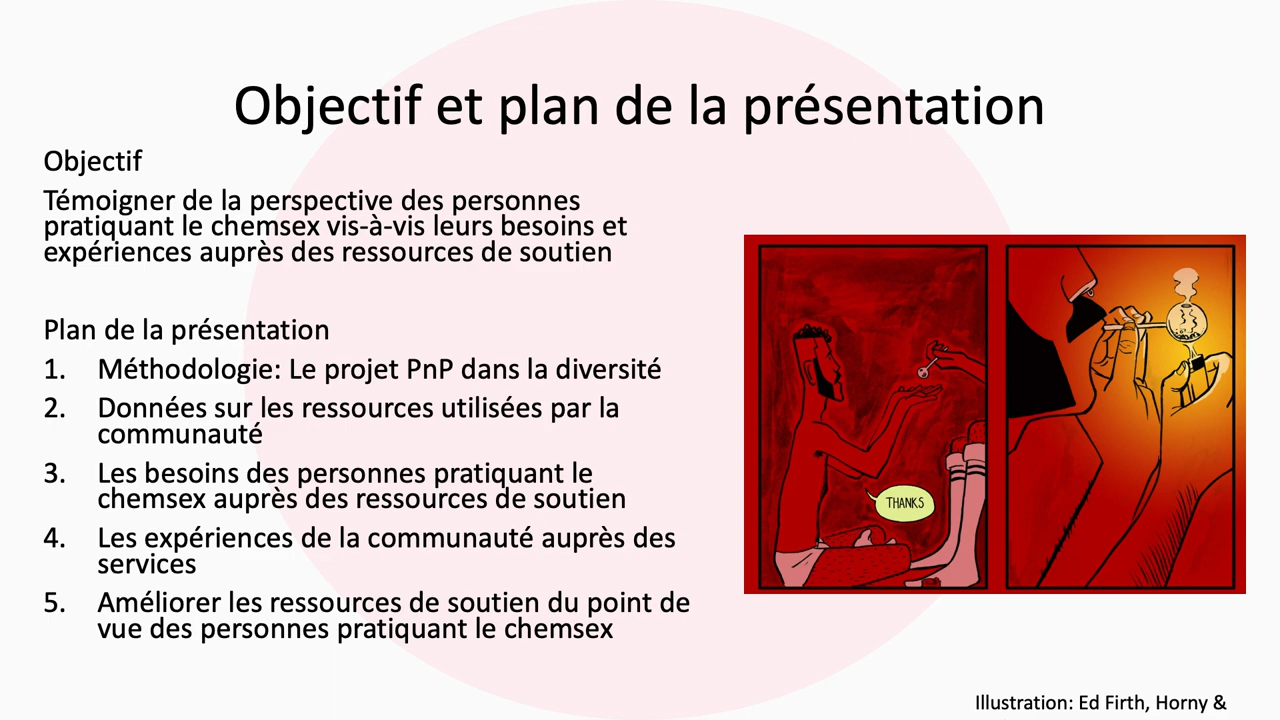 Objectif et plan de la présentation
Objectif
Témoigner de la perspective des personnes
pratiquant le chemsex vis-à-vis leurs besoins et
expériences auprès des ressources de soutien
Plan de la présentation
1. Méthodologie: Le projet PnP dans la diversité
2. Données sur les ressources utilisées par la
communauté
3. Les besoins des personnes pratiquant le
chemsex auprès des ressources de soutien
4. Les expériences de la communauté auprès des
services
5. Améliorer les ressources de soutien du point de
vue des personnes pratiquant le chemsex
THANKS
Illustration: Ed Firth, Horny &